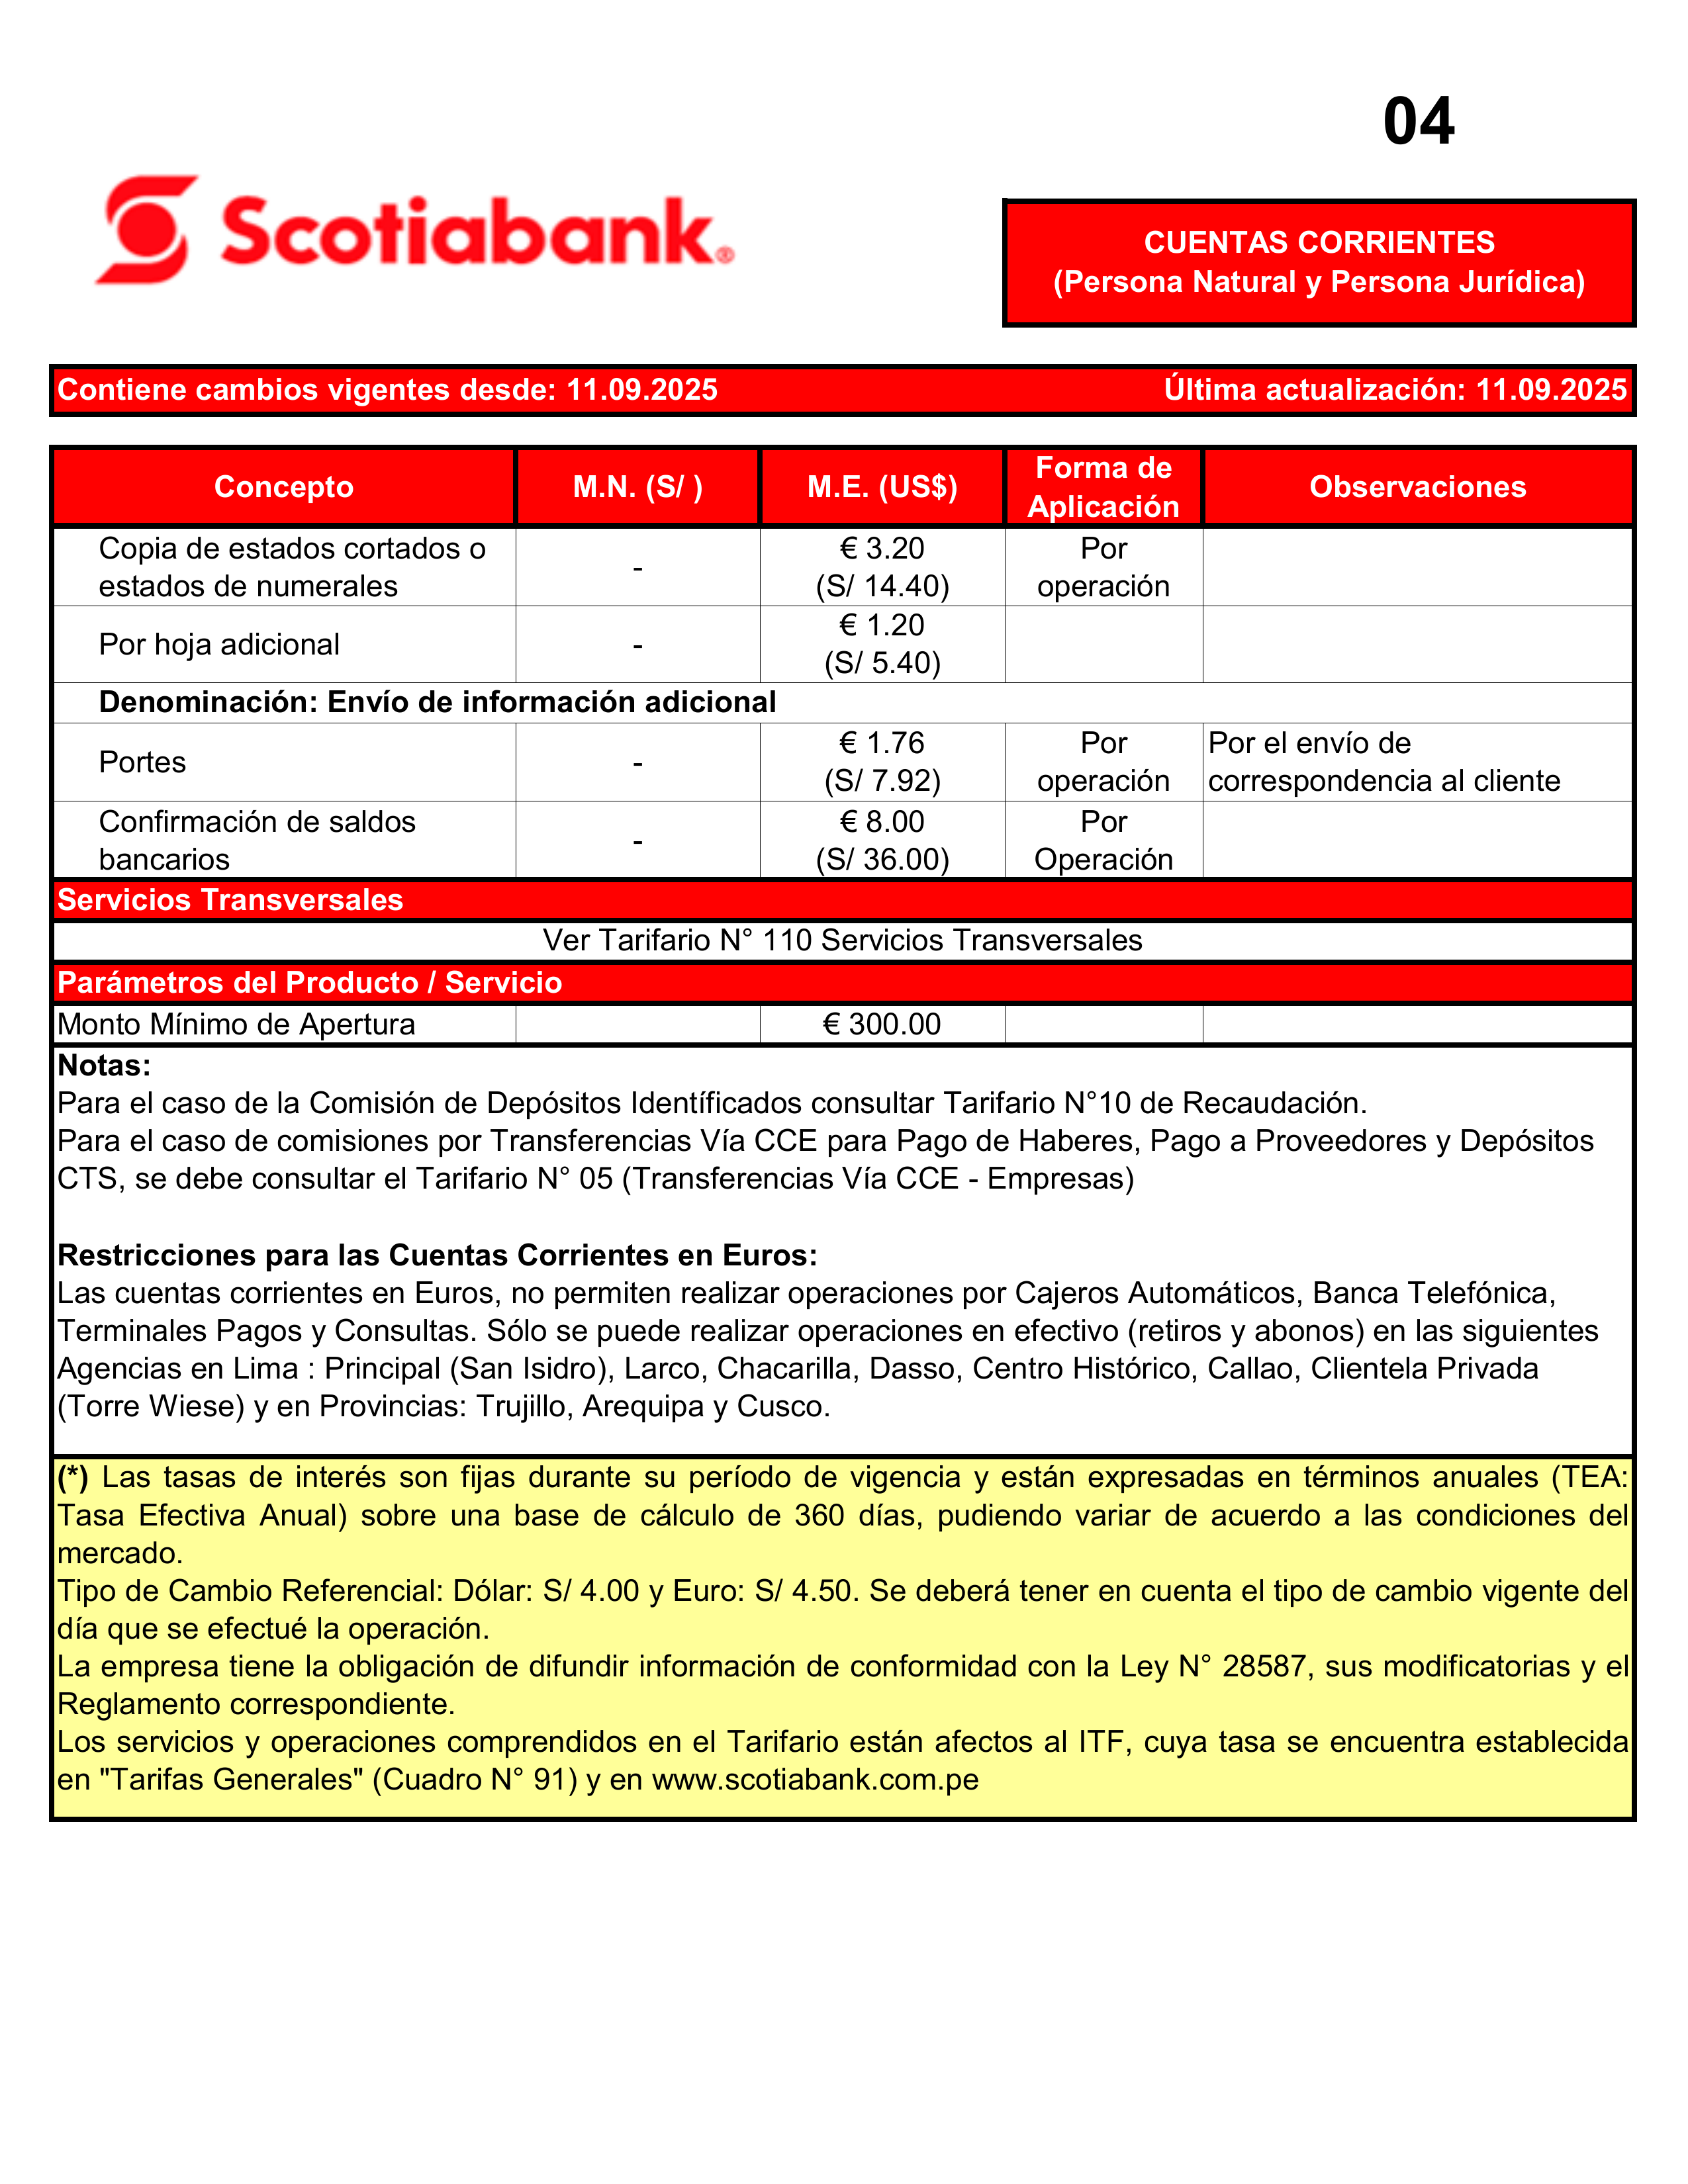 04
Scotiabank®
CUENTAS CORRIENTES
(Persona Natural y Persona Jurídica)
Contiene cambios vigentes desde: 11.09.2025 Última actualización: 11.09.2025
Concepto M.N. (S/ ) M.E. (US$) Forma de Aplicación Observaciones
Copia de estados cortados o estados de numerales - € 3.20 (S/ 14.40) Por operación
Por hoja adicional - € 1.20 (S/ 5.40)
Denominación: Envío de información adicional
Portes - € 1.76 (S/ 7.92) Por operación Por el envío de correspondencia al cliente
Confirmación de saldos bancarios - € 8.00 (S/ 36.00) Por Operación
Servicios Transversales
Ver Tarifario N° 110 Servicios Transversales
Parámetros del Producto / Servicio
Monto Mínimo de Apertura € 300.00
Notas:
Para el caso de la Comisión de Depósitos Identíficados consultar Tarifario N°10 de Recaudación.
Para el caso de comisiones por Transferencias Vía CCE para Pago de Haberes, Pago a Proveedores y Depósitos
CTS, se debe consultar el Tarifario N° 05 (Transferencias Vía CCE - Empresas)
Restricciones para las Cuentas Corrientes en Euros:
Las cuentas corrientes en Euros, no permiten realizar operaciones por Cajeros Automáticos, Banca Telefónica,
Terminales Pagos y Consultas. Sólo se puede realizar operaciones en efectivo (retiros y abonos) en las siguientes
Agencias en Lima : Principal (San Isidro), Larco, Chacarilla, Dasso, Centro Histórico, Callao, Clientela Privada
(Torre Wiese) y en Provincias: Trujillo, Arequipa y Cusco.
(*) Las tasas de interés son fijas durante su período de vigencia y están expresadas en términos anuales (TEA:
Tasa Efectiva Anual) sobre una base de cálculo de 360 días, pudiendo variar de acuerdo a las condiciones del
mercado.
Tipo de Cambio Referencial: Dólar: S/ 4.00 y Euro: S/ 4.50. Se deberá tener en cuenta el tipo de cambio vigente del
día que se efectué la operación.
La empresa tiene la obligación de difundir información de conformidad con la Ley N° 28587, sus modificatorias y el
Reglamento correspondiente.
Los servicios y operaciones comprendidos en el Tarifario están afectos al ITF, cuya tasa se encuentra establecida
en "Tarifas Generales" (Cuadro N° 91) y en www.scotiabank.com.pe